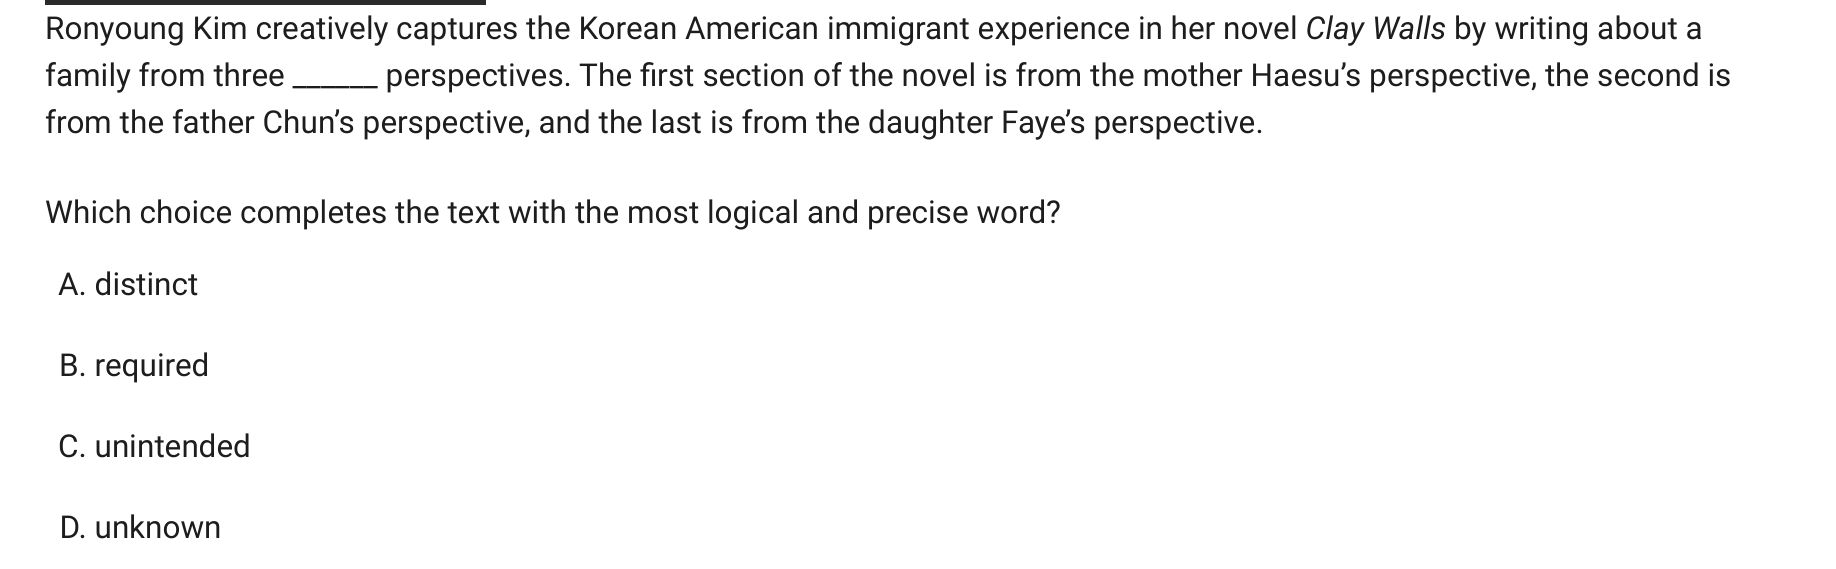 Ronyoung Kim creatively captures the Korean American immigrant experience in her novel Clay Walls by writing about a
family from three ______ perspectives. The first section of the novel is from the mother Haesu’s perspective, the second is
from the father Chun’s perspective, and the last is from the daughter Faye’s perspective.
Which choice completes the text with the most logical and precise word?
A. distinct
B. required
C. unintended
D. unknown